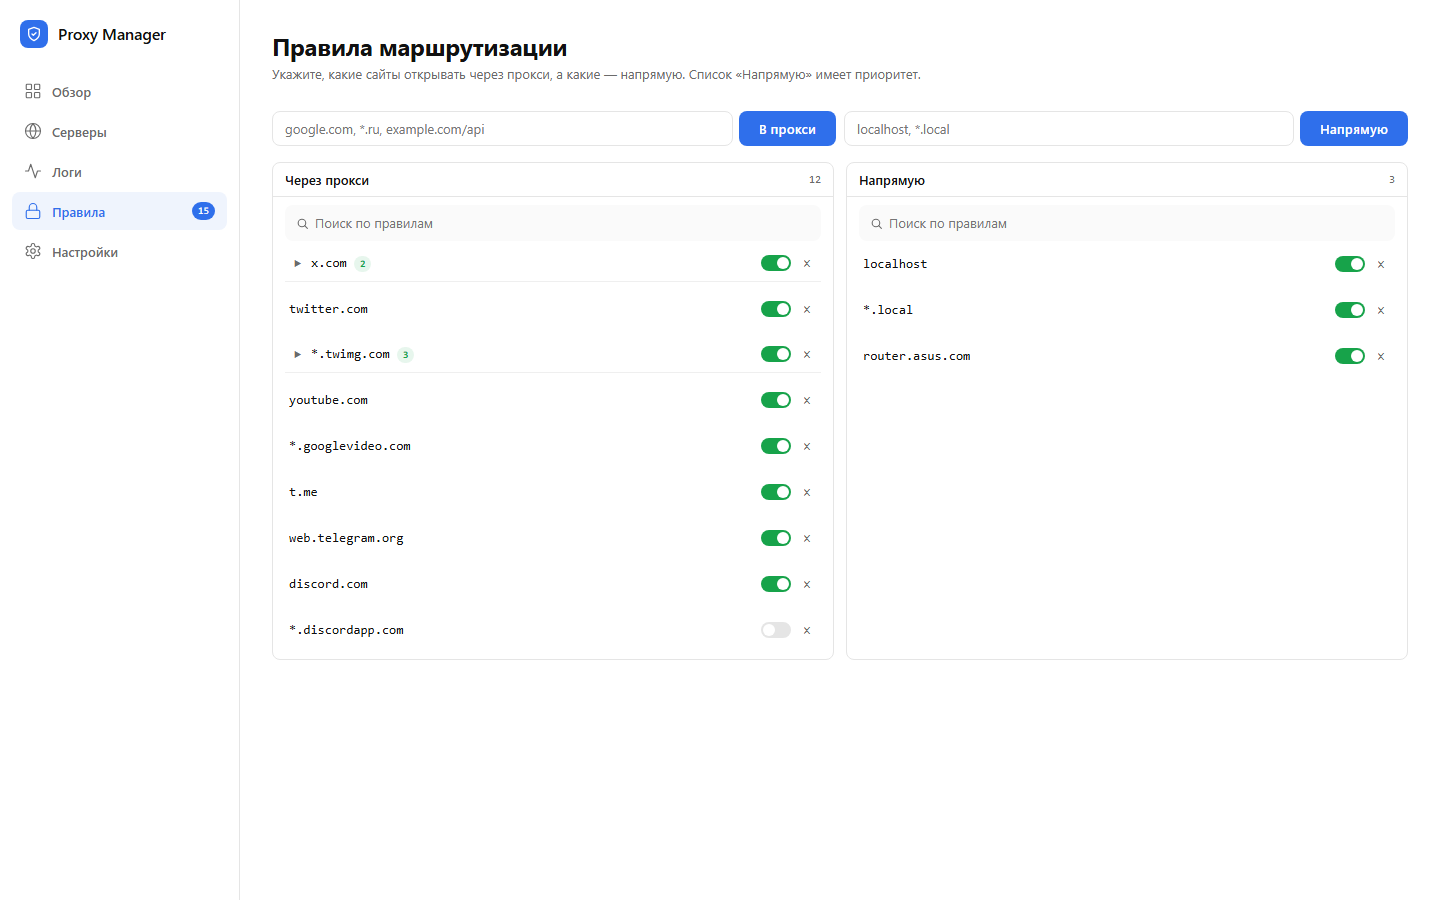 Proxy Manager
Обзор
Серверы
Логи
Правила 15
Настройки
Правила маршрутизации
Укажите, какие сайты открывать через прокси, а какие — напрямую. Список «Напрямую» имеет приоритет.
google.com, *.ru, example.com/api
В прокси
localhost, *.local
Напрямую
Через прокси 12
Поиск по правилам
x.com 2
twitter.com
*.twimg.com 3
youtube.com
*.googlevideo.com
t.me
web.telegram.org
discord.com
*.discordapp.com
Напрямую 3
Поиск по правилам
localhost
*.local
router.asus.com